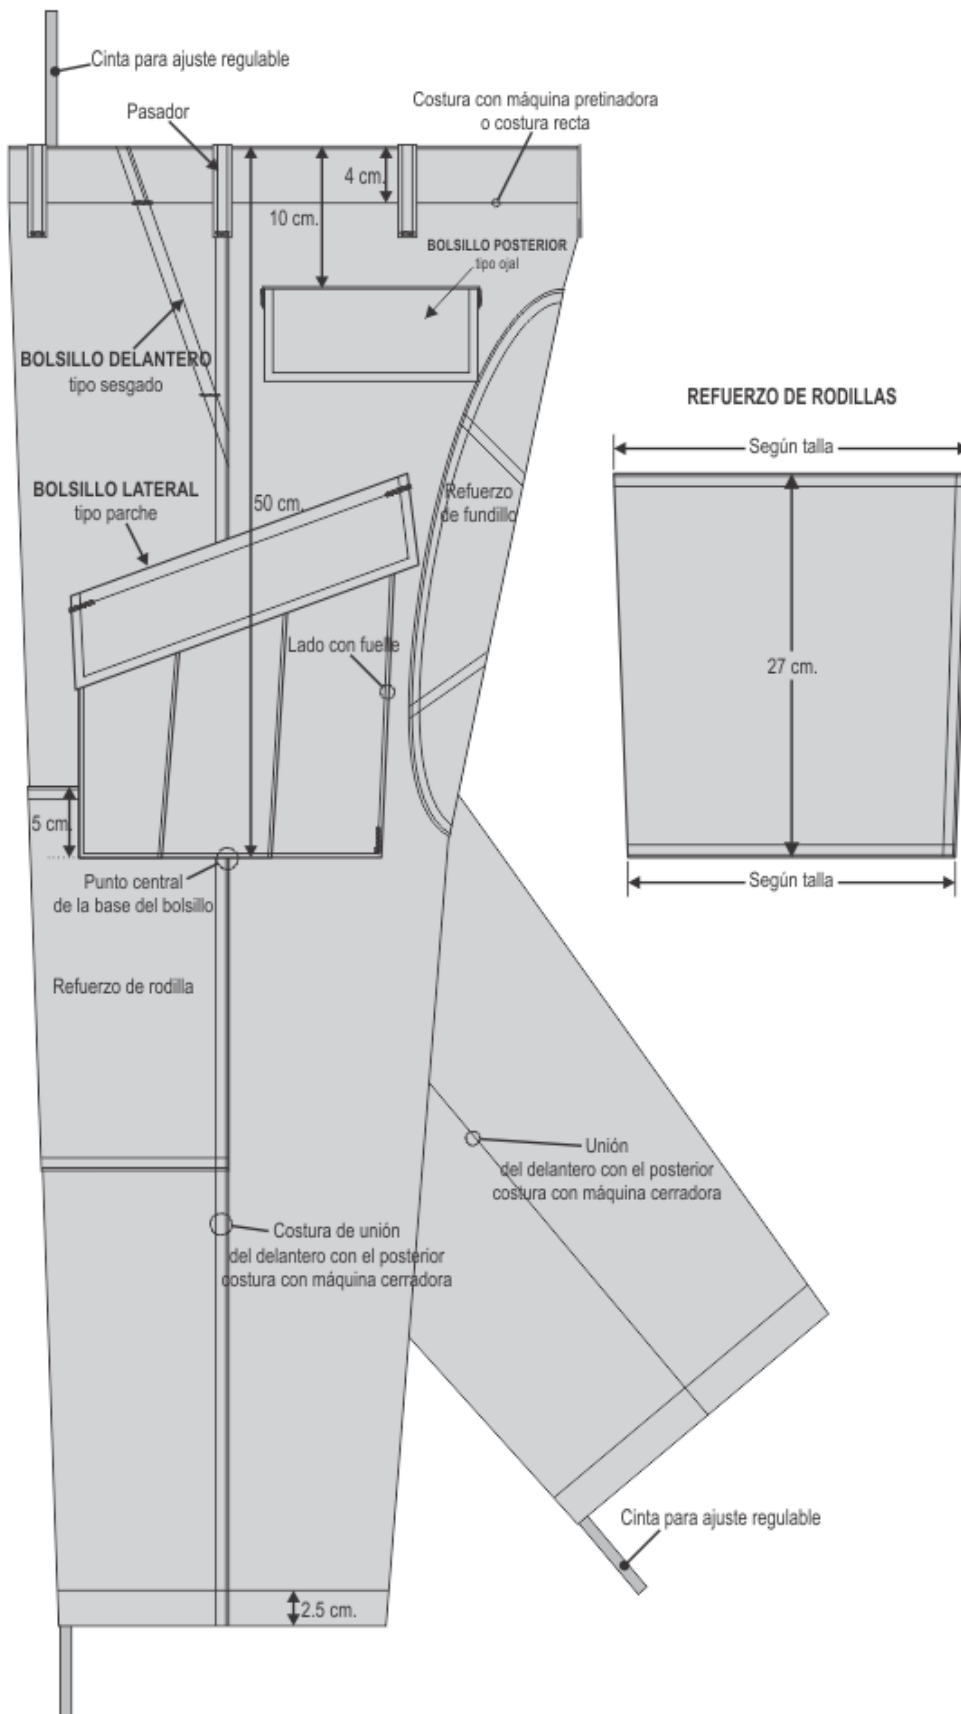 Cinta para ajuste regulable
Costura con máquina pretinadora
o costura recta
Pasador
4 cm.
10 cm.
BOLSILLO POSTERIOR
tipo ojal
BOLSILLO DELANTERO
tipo sesgado
REFUERZO DE RODILLAS
Según talla
BOLSILLO LATERAL
tipo parche
50 cm.
Refuerzo
de fundillo
Lado con fuelle
27 cm.
5 cm.
Punto central
de la base del bolsillo
Según talla
Refuerzo de rodilla
Unión
del delantero con el posterior
costura con máquina cerradora
Costura de unión
del delantero con el posterior
costura con máquina cerradora
Cinta para ajuste regulable
2.5 cm.